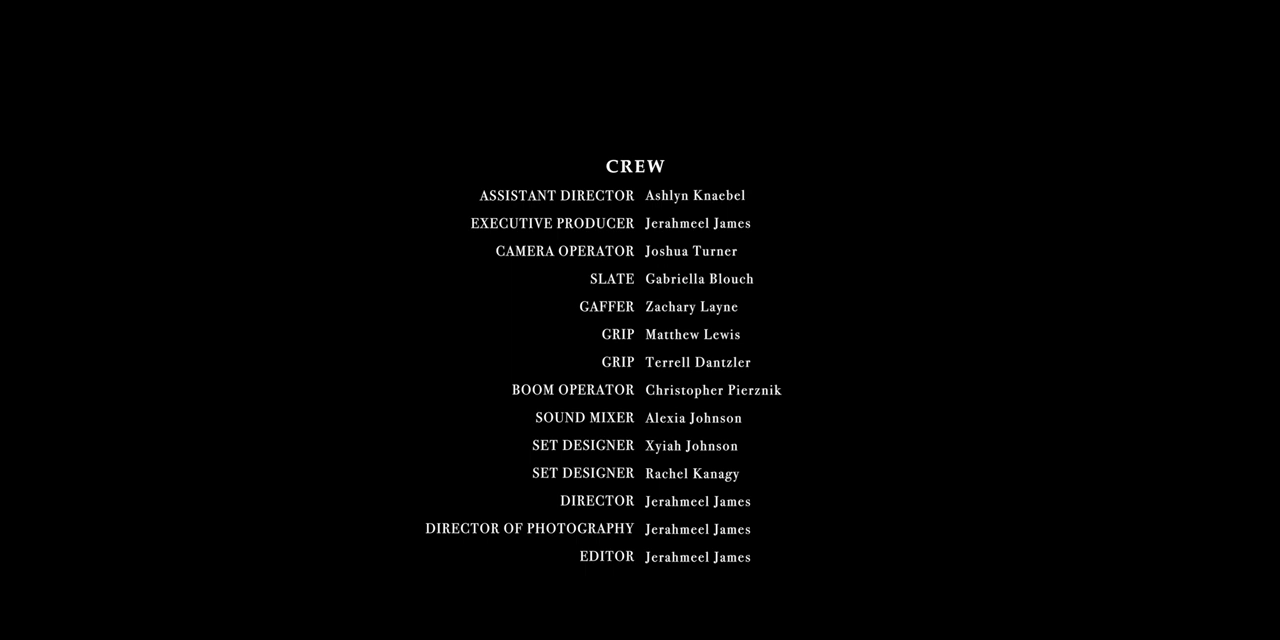 CREW
ASSISTANT DIRECTOR Ashlyn Knaebel
EXECUTIVE PRODUCER Jerahmeel James
CAMERA OPERATOR Joshua Turner
SLATE Gabriella Blouch
GAFFER Zachary Layne
GRIP Matthew Lewis
GRIP Terrell Dantzler
BOOM OPERATOR Christopher Pierznik
SOUND MIXER Alexia Johnson
SET DESIGNER Xyiah Johnson
SET DESIGNER Rachel Kanagy
DIRECTOR Jerahmeel James
DIRECTOR OF PHOTOGRAPHY Jerahmeel James
EDITOR Jerahmeel James